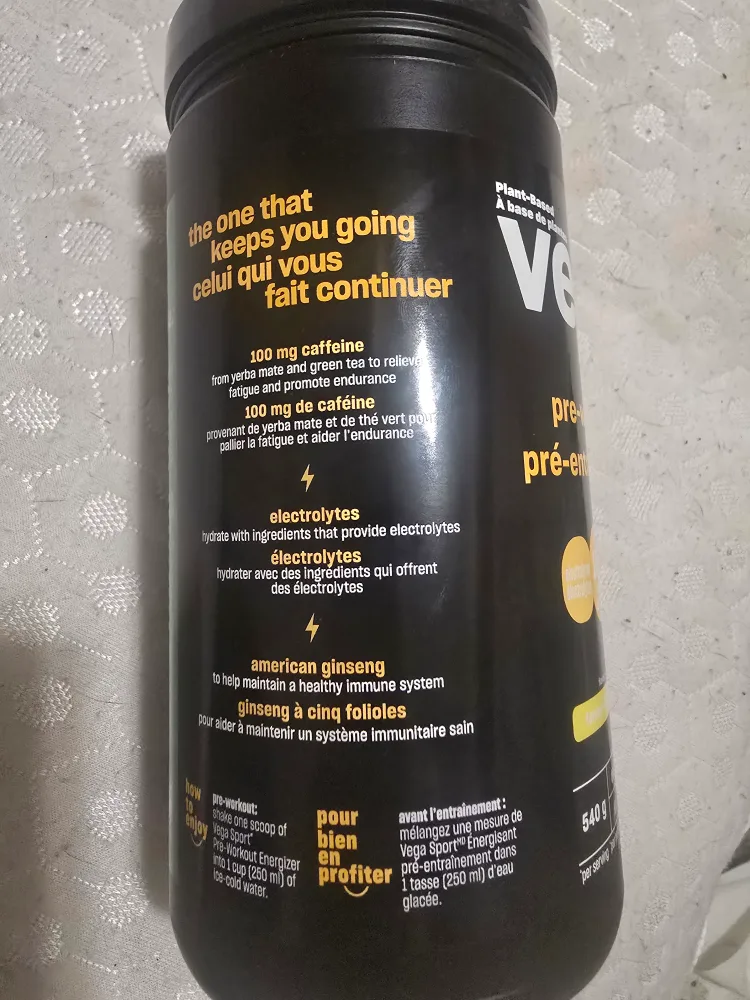 the one that
keeps you going
celui qui vous
fait continuer
100 mg caffeine
from yerba mate and green tea to relieve
fatigue and promote endurance
100 mg de caféine
provenant de yerba mate et de thé vert pour
pallier la fatigue et aider l'endurance
electrolytes
hydrate with ingredients that provide electrolytes
électrolytes
hydrater avec des ingrédients qui offrent
des électrolytes
american ginseng
to help maintain a healthy immune system
ginseng à cinq folioles
pour aider à maintenir un système immunitaire sain
how
to
enjoy
pre-workout:
shake one scoop of
Vega Sport
Pre-Workout Energizer
into 1 cup (250 ml) of
ice-cold water.
pour
bien
en
profiter
avant l'entraînement :
mélangez une mesure de
Vega Sport^MD Énergisant
pré-entraînement dans
1 tasse (250 ml) d'eau
glacée.
Plant-Based
À base de plantes
ve
pre-
pré-en
540 g
*per serving